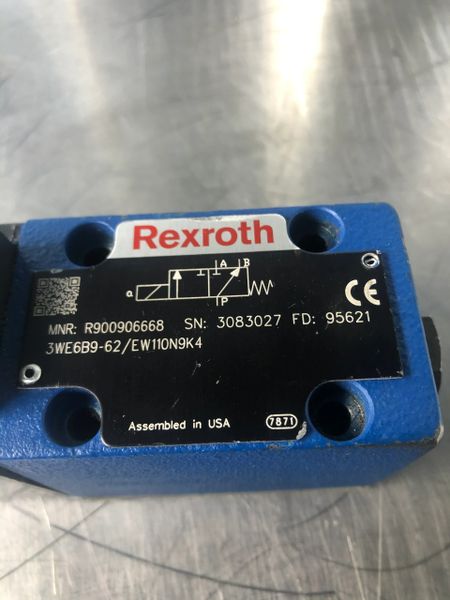 Rexroth
A B
a
P
CE
MNR: R900906668 SN: 3083027 FD: 95621
3WE6B9-62/EW110N9K4
Assembled in USA 7871